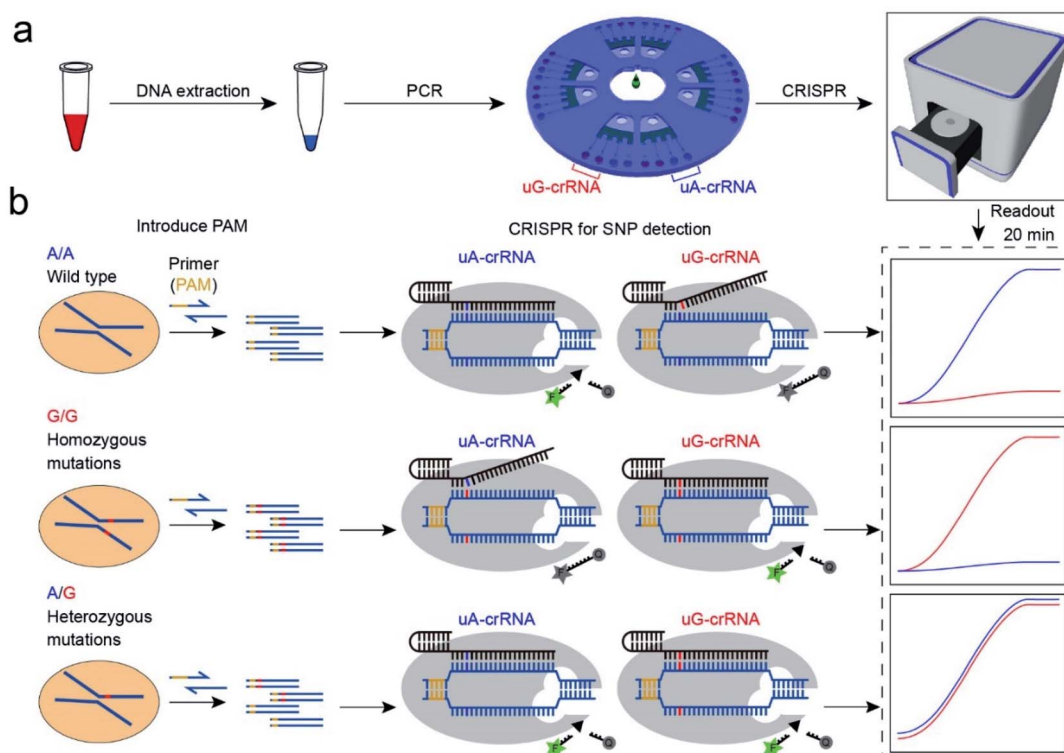 a
DNA extraction
PCR
CRISPR
uG-crRNA
uA-crRNA
Readout
20 min
b
Introduce PAM
CRISPR for SNP detection
A/A
Wild type
Primer
(PAM)
uA-crRNA
uG-crRNA
F
Q
F
Q
G/G
Homozygous
mutations
uA-crRNA
uG-crRNA
F
Q
F
Q
A/G
Heterozygous
mutations
uA-crRNA
uG-crRNA
F
Q
F
Q